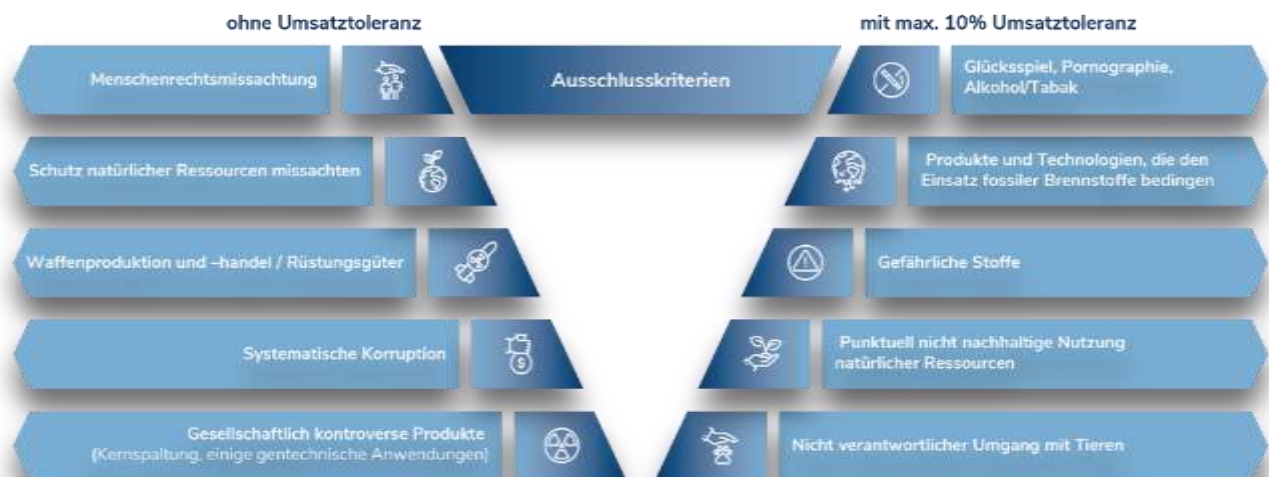 ohne Umsatztoleranz
mit max. 10% Umsatztoleranz
Menschenrechtsmissachtung
Ausschlusskriterien
Glücksspiel, Pornographie,
Alkohol/Tabak
Schutz natürlicher Ressourcen missachten
Produkte und Technologien, die den
Einsatz fossiler Brennstoffe bedingen
Waffenproduktion und –handel / Rüstungsgüter
Gefährliche Stoffe
Systematische Korruption
$
Punktuell nicht nachhaltige Nutzung
natürlicher Ressourcen
Gesellschaftlich kontroverse Produkte
(Kernspaltung, einige gentechnische Anwendungen)
Nicht verantwortlicher Umgang mit Tieren